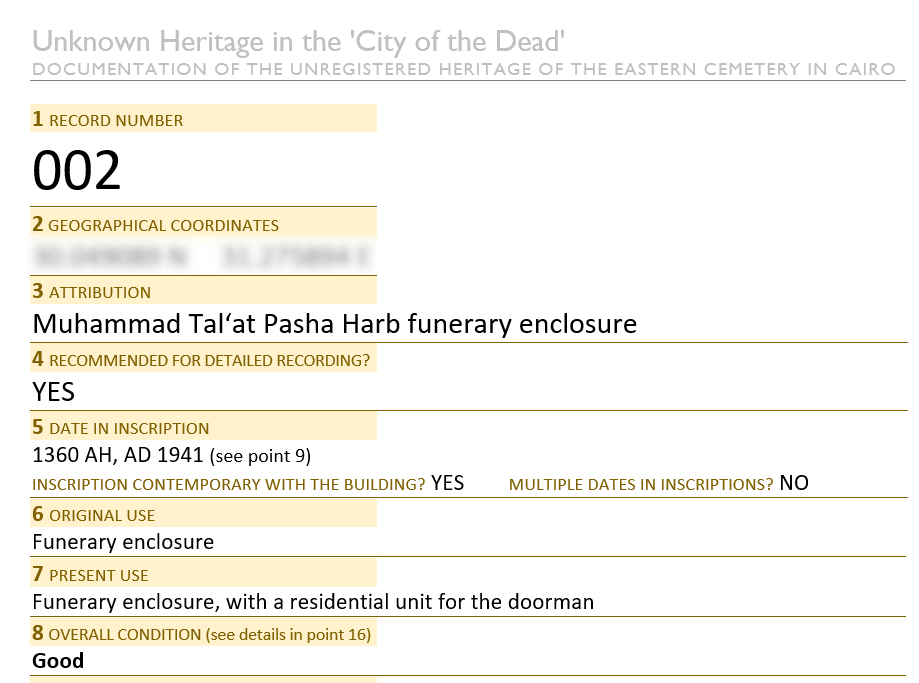 Unknown Heritage in the 'City of the Dead'
DOCUMENTATION OF THE UNREGISTERED HERITAGE OF THE EASTERN CEMETERY IN CAIRO
1 RECORD NUMBER
002
2 GEOGRAPHICAL COORDINATES
3 ATTRIBUTION
Muhammad Tal‘at Pasha Harb funerary enclosure
4 RECOMMENDED FOR DETAILED RECORDING?
YES
5 DATE IN INSCRIPTION
1360 AH, AD 1941 (see point 9)
INSCRIPTION CONTEMPORARY WITH THE BUILDING? YES MULTIPLE DATES IN INSCRIPTIONS? NO
6 ORIGINAL USE
Funerary enclosure
7 PRESENT USE
Funerary enclosure, with a residential unit for the doorman
8 OVERALL CONDITION (see details in point 16)
Good